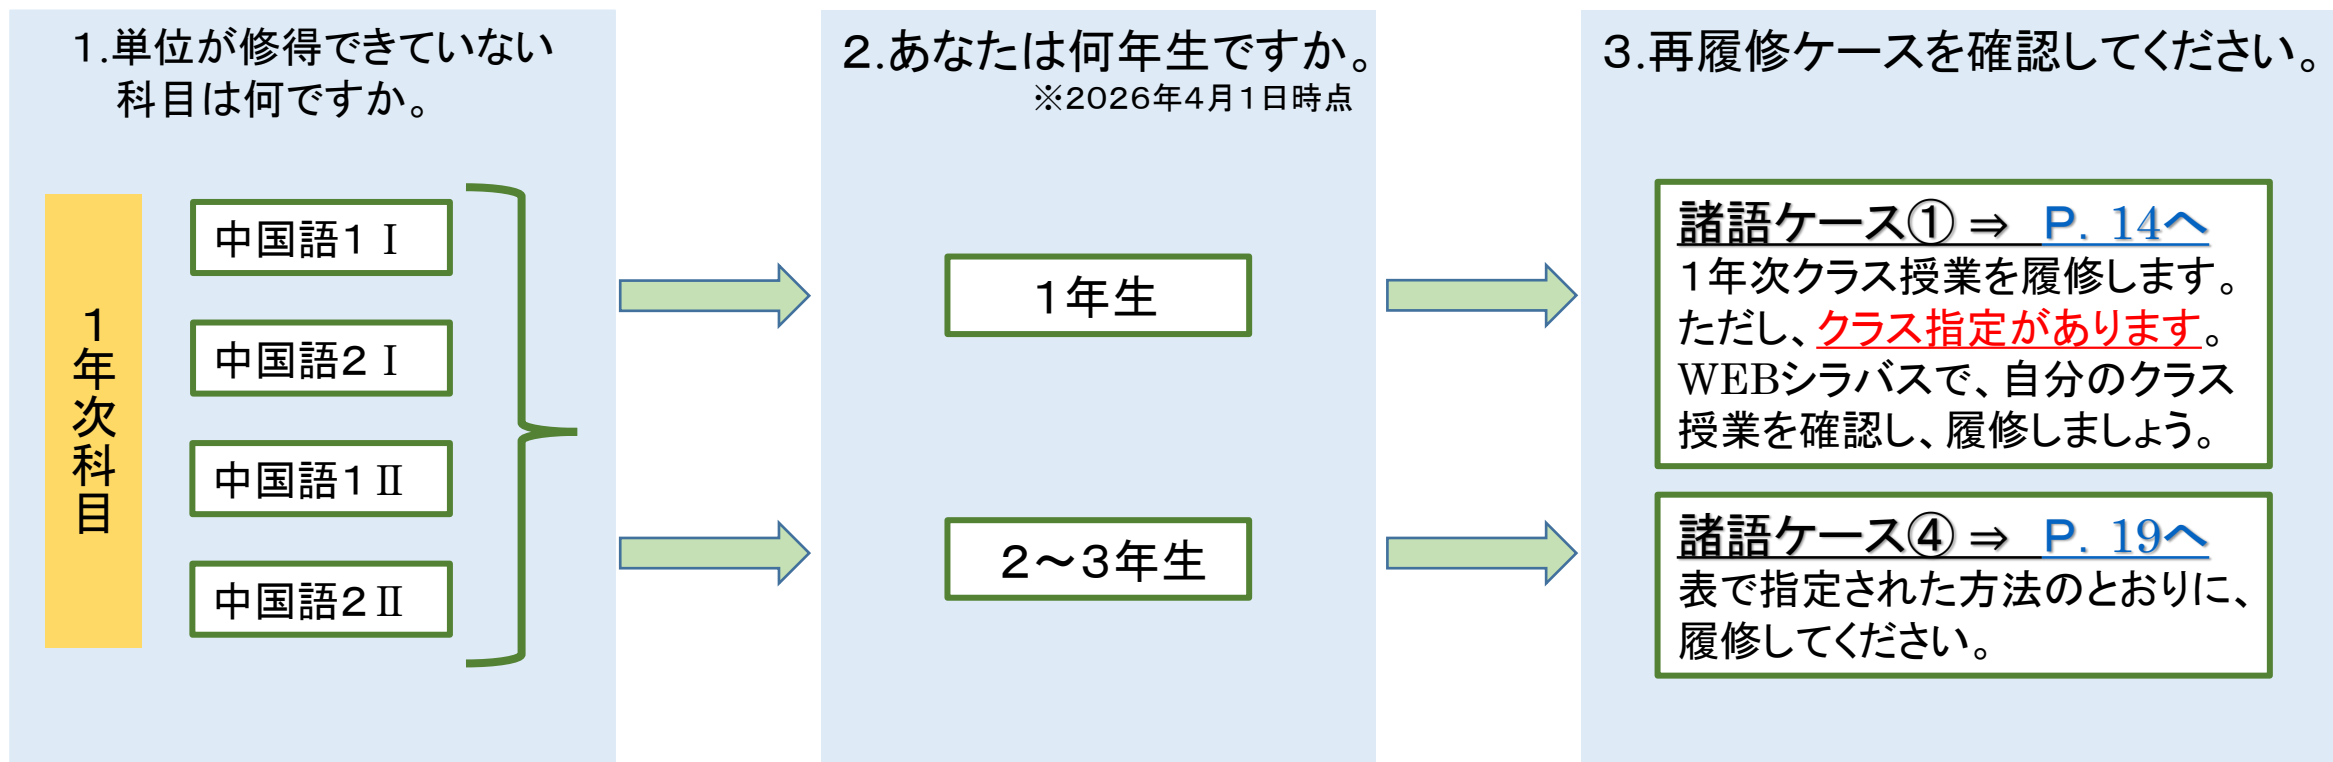 １.単位が修得できていない
科目は何ですか。
１年次科目
中国語１Ⅰ
中国語２Ⅰ
中国語１Ⅱ
中国語２Ⅱ
２.あなたは何年生ですか。
※２０２６年４月１日時点
１年生
２～３年生
３.再履修ケースを確認してください。
諸語ケース①⇒ Ｐ．14へ
１年次クラス授業を履修します。
ただし、クラス指定があります。
WEBシラバスで、自分のクラス
授業を確認し、履修しましょう。
諸語ケース④⇒ Ｐ．19へ
表で指定された方法のとおりに、
履修してください。